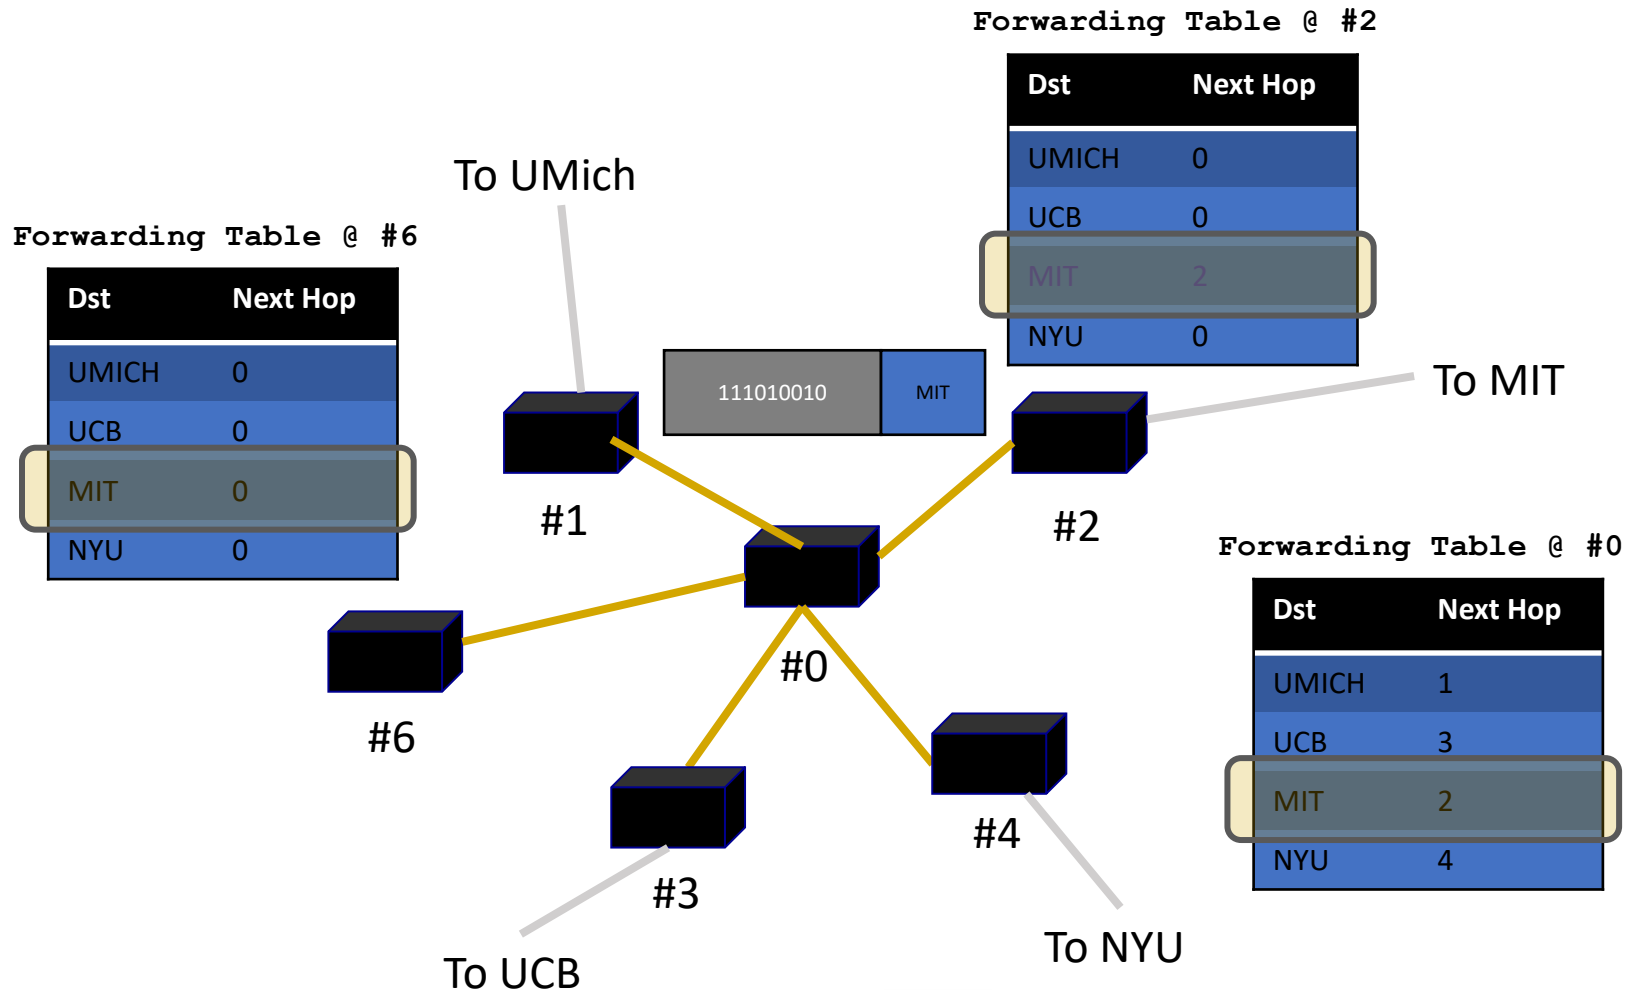 Forwarding Table @ #2
Dst Next Hop
UMICH 0
UCB 0
MIT 2
NYU 0
To UMich
Forwarding Table @ #6
Dst Next Hop
UMICH 0
UCB 0
MIT 0
NYU 0
111010010 MIT
To MIT
#1
#2
#0
#6
#3
#4
Forwarding Table @ #0
Dst Next Hop
UMICH 1
UCB 3
MIT 2
NYU 4
To UCB
To NYU